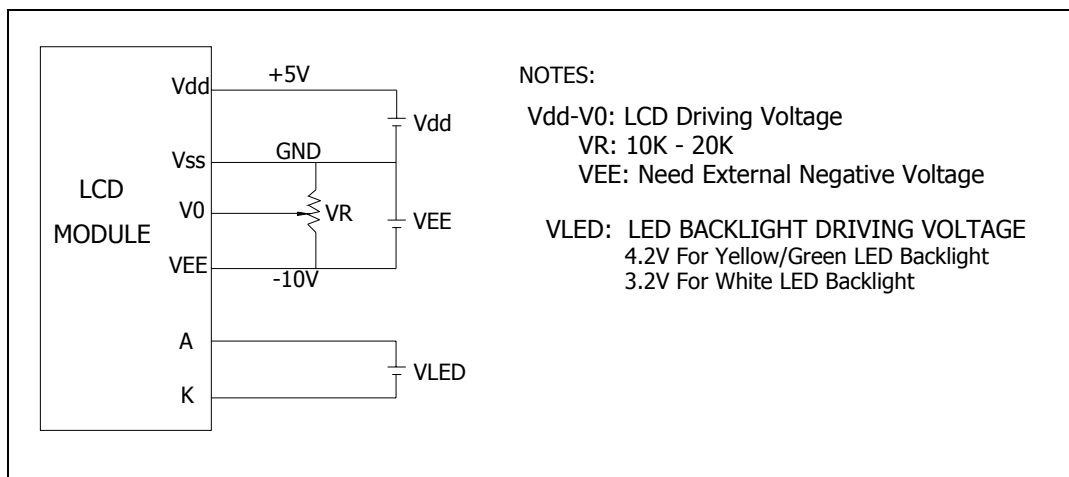 LCD
MODULE
Vdd
+5V
Vdd
Vss
GND
V0
VR
VEE
VEE
-10V
A
VLED
K
NOTES:
Vdd-V0: LCD Driving Voltage
VR: 10K - 20K
VEE: Need External Negative Voltage
VLED: LED BACKLIGHT DRIVING VOLTAGE
4.2V For Yellow/Green LED Backlight
3.2V For White LED Backlight